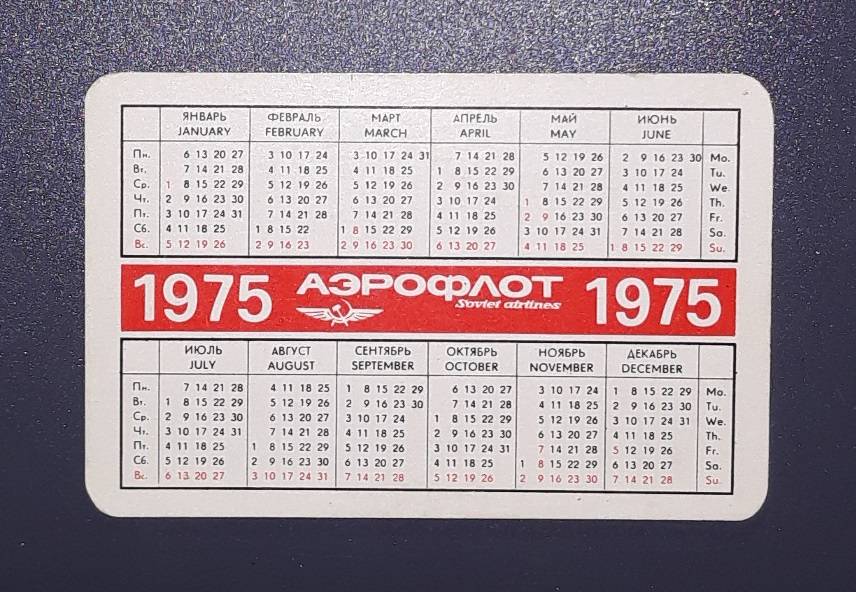 ЯНВАРЬ ФЕВРАЛЬ МАРТ АПРЕЛЬ МАЙ ИЮНЬ
JANUARY FEBRUARY MARCH APRIL MAY JUNE
Пн. 6 13 20 27 3 10 17 24 3 10 17 24 31 7 14 21 28 5 12 19 26 2 9 16 23 30 Mo.
Вт. 7 14 21 28 4 11 18 25 4 11 18 25 1 8 15 22 29 6 13 20 27 3 10 17 24 Tu.
Ср. 1 8 15 22 29 5 12 19 26 5 12 19 26 2 9 16 23 30 7 14 21 28 4 11 18 25 We.
Чт. 2 9 16 23 30 6 13 20 27 6 13 20 27 3 10 17 24 1 8 15 22 29 5 12 19 26 Th.
Пт. 3 10 17 24 31 7 14 21 28 7 14 21 28 4 11 18 25 2 9 16 23 30 6 13 20 27 Fr.
Сб. 4 11 18 25 1 8 15 22 1 8 15 22 29 5 12 19 26 3 10 17 24 31 7 14 21 28 Sa.
Вс. 5 12 19 26 2 9 16 23 2 9 16 23 30 6 13 20 27 4 11 18 25 1 8 15 22 29 Su.
1975 АЭРОФЛОТ 1975
Soviet airlines
ИЮЛЬ АВГУСТ СЕНТЯБРЬ ОКТЯБРЬ НОЯБРЬ ДЕКАБРЬ
JULY AUGUST SEPTEMBER OCTOBER NOVEMBER DECEMBER
Пн. 7 14 21 28 4 11 18 25 1 8 15 22 29 6 13 20 27 3 10 17 24 1 8 15 22 29 Mo.
Вт. 1 8 15 22 29 5 12 19 26 2 9 16 23 30 7 14 21 28 4 11 18 25 2 9 16 23 30 Tu.
Ср. 2 9 16 23 30 6 13 20 27 3 10 17 24 1 8 15 22 29 5 12 19 26 3 10 17 24 31 We.
Чт. 3 10 17 24 31 7 14 21 28 4 11 18 25 2 9 16 23 30 6 13 20 27 4 11 18 25 Th.
Пт. 4 11 18 25 1 8 15 22 29 5 12 19 26 3 10 17 24 31 7 14 21 28 5 12 19 26 Fr.
Сб. 5 12 19 26 2 9 16 23 30 6 13 20 27 4 11 18 25 1 8 15 22 29 6 13 20 27 Sa.
Вс. 6 13 20 27 3 10 17 24 31 7 14 21 28 5 12 19 26 2 9 16 23 30 7 14 21 28 Su.